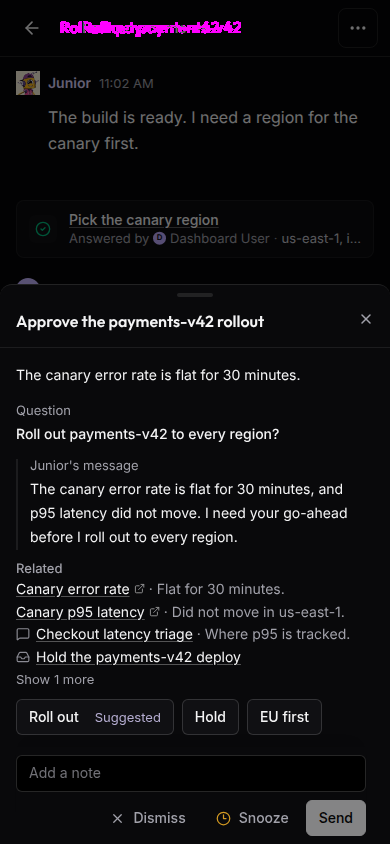 Junior 11:02 AM
The build is ready. I need a region for the
canary first.
Pick the canary region
Answered by D Dashboard User · us-east-1, i...
Approve the payments-v42 rollout
The canary error rate is flat for 30 minutes.
Question
Roll out payments-v42 to every region?
Junior's message
The canary error rate is flat for 30 minutes, and
p95 latency did not move. I need your go-ahead
before I roll out to every region.
Related
Canary error rate · Flat for 30 minutes.
Canary p95 latency · Did not move in us-east-1.
Checkout latency triage · Where p95 is tracked.
Hold the payments-v42 deploy
Show 1 more
Roll out Suggested Hold EU first
Add a note
Dismiss Snooze Send